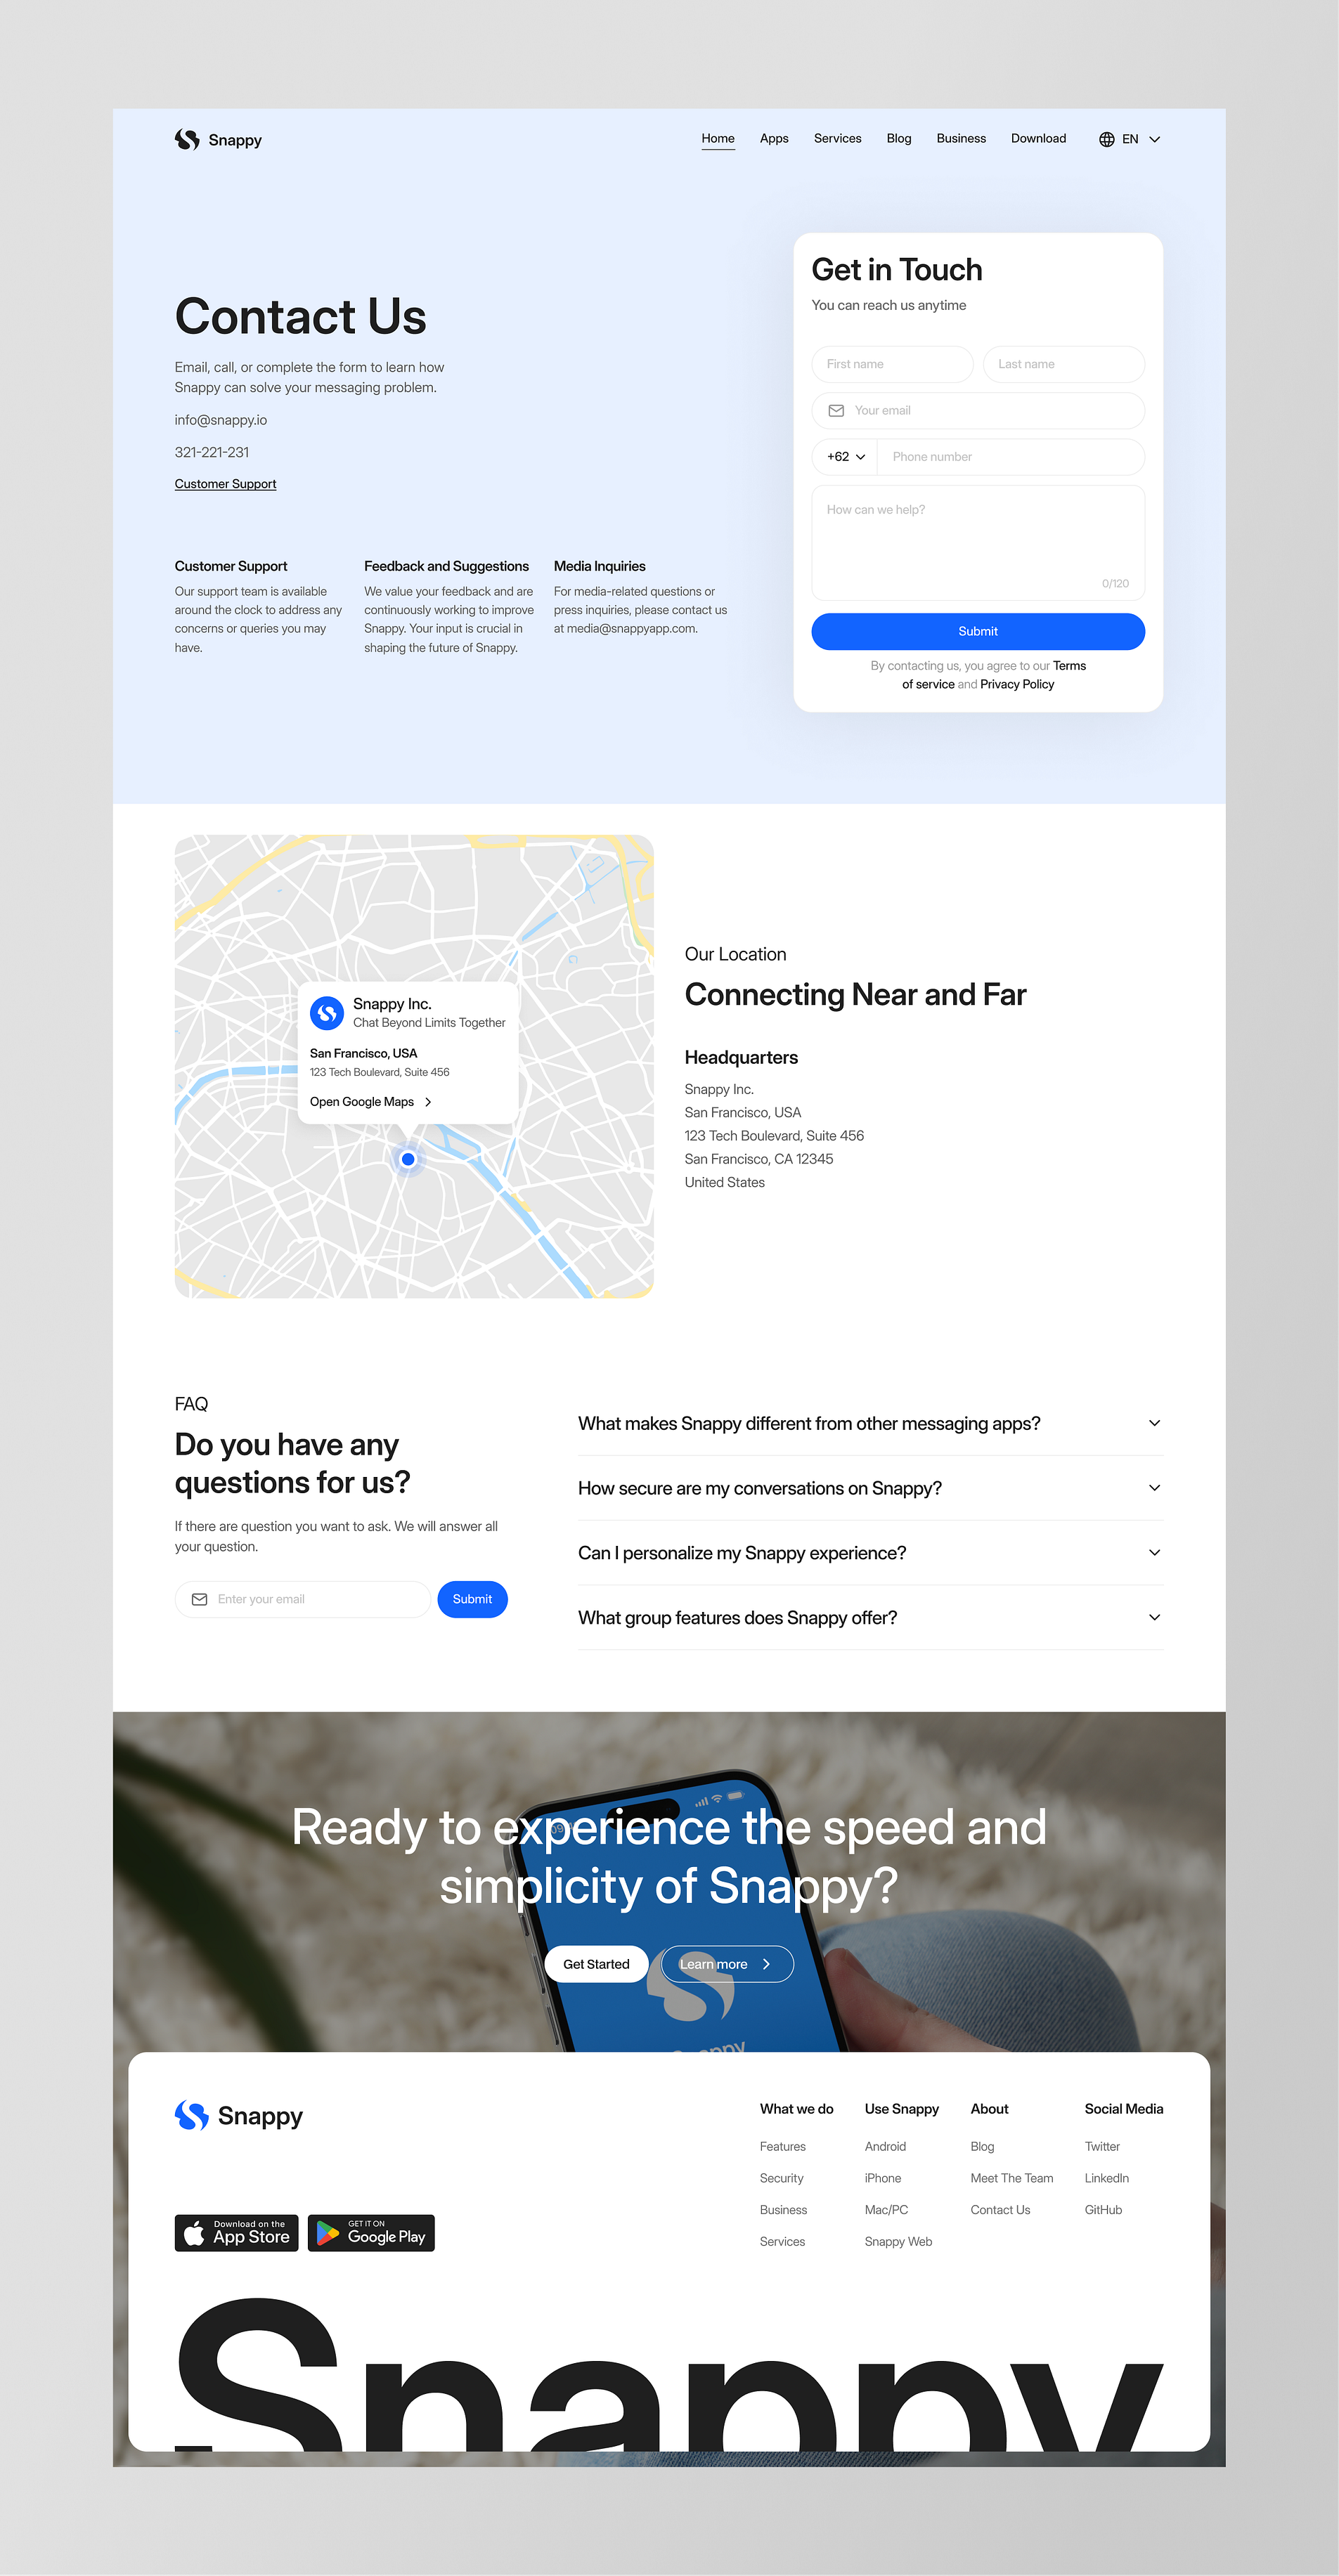 Snappy
Home Apps Services Blog Business Download EN
Contact Us
Email, call, or complete the form to learn how
Snappy can solve your messaging problem.
info@snappy.io
321-221-231
Customer Support
Customer Support
Our support team is available
around the clock to address any
concerns or queries you may
have.
Feedback and Suggestions
We value your feedback and are
continuously working to improve
Snappy. Your input is crucial in
shaping the future of Snappy.
Media Inquiries
For media-related questions or
press inquiries, please contact us
at media@snappyapp.com.
Get in Touch
You can reach us anytime
First name Last name
Your email
+62 Phone number
How can we help?
0/120
Submit
By contacting us, you agree to our Terms
of service and Privacy Policy
Snappy Inc.
Chat Beyond Limits Together
San Francisco, USA
123 Tech Boulevard, Suite 456
Open Google Maps
Our Location
Connecting Near and Far
Headquarters
Snappy Inc.
San Francisco, USA
123 Tech Boulevard, Suite 456
San Francisco, CA 12345
United States
FAQ
Do you have any
questions for us?
If there are question you want to ask. We will answer all
your question.
Enter your email Submit
What makes Snappy different from other messaging apps?
How secure are my conversations on Snappy?
Can I personalize my Snappy experience?
What group features does Snappy offer?
Ready to experience the speed and
simplicity of Snappy?
Get Started Learn more
Snappy
Snappy
Download on the
App Store
GET IT ON
Google Play
What we do
Features
Security
Business
Services
Use Snappy
Android
iPhone
Mac/PC
Snappy Web
About
Blog
Meet The Team
Contact Us
Social Media
Twitter
LinkedIn
GitHub
Snappy